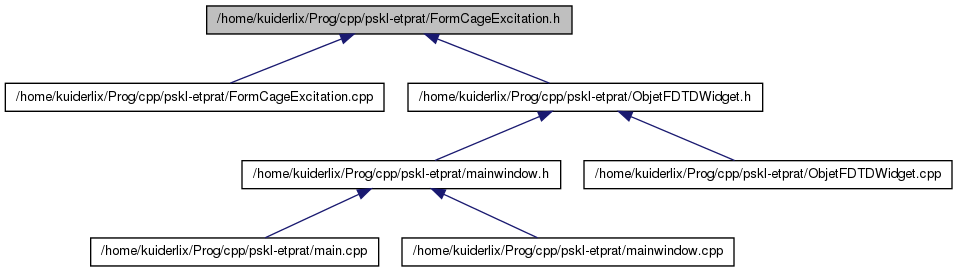 /home/kuiderlix/Prog/cpp/pskl-etprat/FormCageExcitation.h
/home/kuiderlix/Prog/cpp/pskl-etprat/FormCageExcitation.cpp
/home/kuiderlix/Prog/cpp/pskl-etprat/ObjetFDTDWidget.h
/home/kuiderlix/Prog/cpp/pskl-etprat/mainwindow.h
/home/kuiderlix/Prog/cpp/pskl-etprat/ObjetFDTDWidget.cpp
/home/kuiderlix/Prog/cpp/pskl-etprat/main.cpp
/home/kuiderlix/Prog/cpp/pskl-etprat/mainwindow.cpp